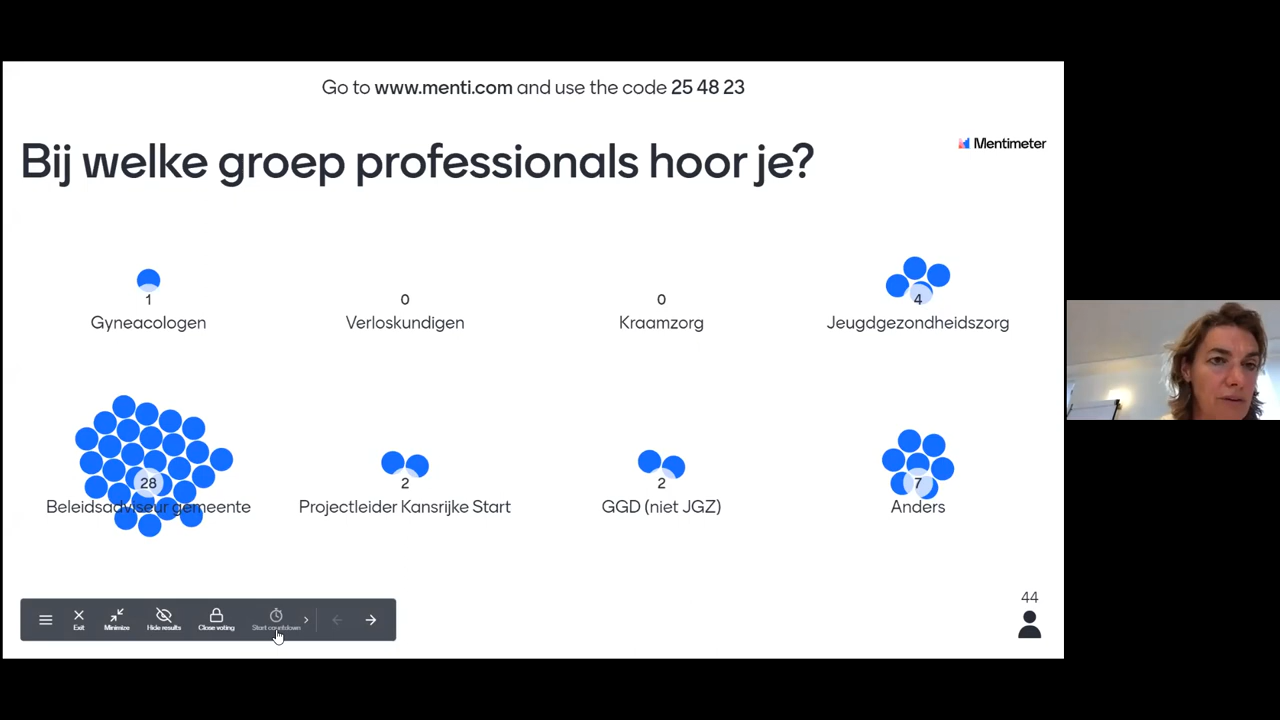 Go to www.menti.com and use the code 25 48 23
Bij welke groep professionals hoor je?
Mentimeter
1
Gyneacologen
0
Verloskundigen
0
Kraamzorg
4
Jeugdgezondheidszorg
28
Beleidsadviseur gemeente
2
Projectleider Kansrijke Start
2
GGD (niet JGZ)
7
Anders
44
Exit
Minimize
Hide results
Close voting
Start countdown